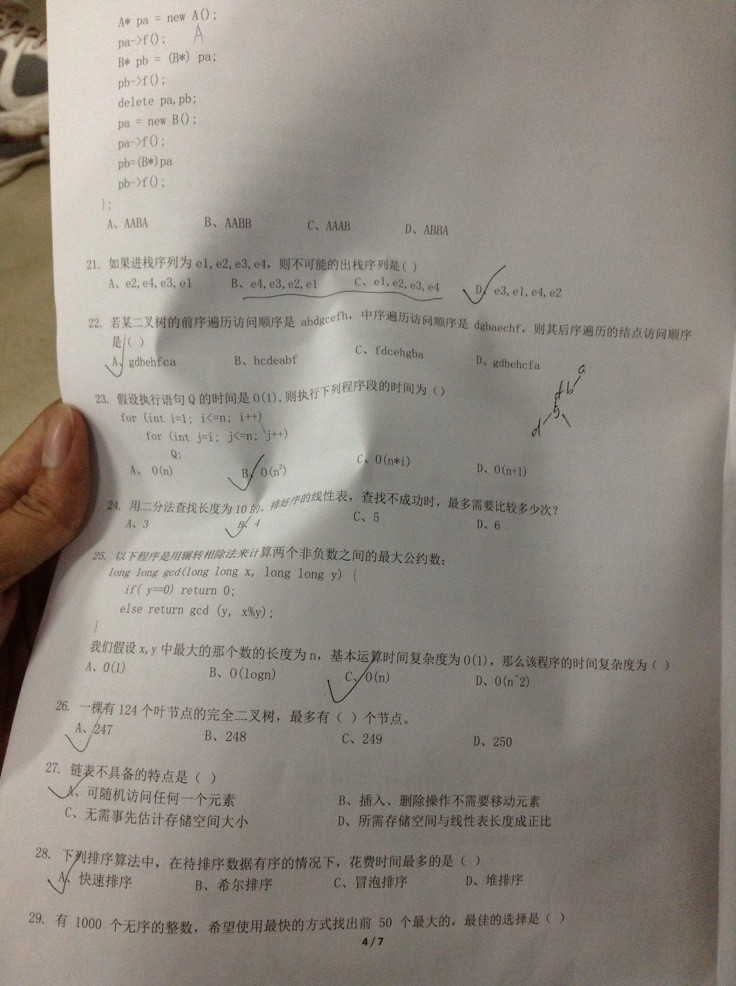 A* pa = new A();
pa->f(); A
B* pb = (B*) pa;
pb->f();
delete pa,pb;
pa = new B();
pa->f();
pb=(B*)pa
pb->f();
};
A、AABA B、AABB C、AAAB D、ABBA
21. 如果进栈序列为 e1,e2,e3,e4，则不可能的出栈序列是( )
A、e2,e4,e3,e1 B、e4,e3,e2,e1 C、e1,e2,e3,e4 D、e3,e1,e4,e2
22. 若某二叉树的前序遍历访问顺序是 abdgcefh，中序遍历访问顺序是 dgbaechf，则其后序遍历的结点访问顺序
是( )
A、gdbehfca B、hcdeabf C、fdcehgba D、gdbehcfa
a
b
d
23. 假设执行语句 Q 的时间是 O(1),则执行下列程序段的时间为( )
for (int i=1; i<=n; i++)
for (int j=i; j<=n; j++)
Q;
A、 O(n) B、O(n²) C、O(n*i) D、O(n+1)
24. 用二分法查找长度为 10 的、排好序的线性表，查找不成功时，最多需要比较多少次?
A、3 B、4 C、5 D、6
25. 以下程序是用辗转相除法来计算两个非负数之间的最大公约数:
long long gcd(long long x, long long y) {
if( y==0) return 0;
else return gcd (y, x%y);
}
我们假设 x,y 中最大的那个数的长度为 n，基本运算时间复杂度为 O(1)，那么该程序的时间复杂度为( )
A、O(1) B、O(logn) C、O(n) D、O(n^2)
26. 一棵有 124 个叶节点的完全二叉树，最多有（ ）个节点。
A、247 B、248 C、249 D、250
27. 链表不具备的特点是（ ）
A、可随机访问任何一个元素 B、插入、删除操作不需要移动元素
C、无需事先估计存储空间大小 D、所需存储空间与线性表长度成正比
28. 下列排序算法中，在待排序数据有序的情况下，花费时间最多的是（ ）
A、快速排序 B、希尔排序 C、冒泡排序 D、堆排序
29. 有 1000 个无序的整数，希望使用最快的方式找出前 50 个最大的，最佳的选择是（ ）
4 / 7